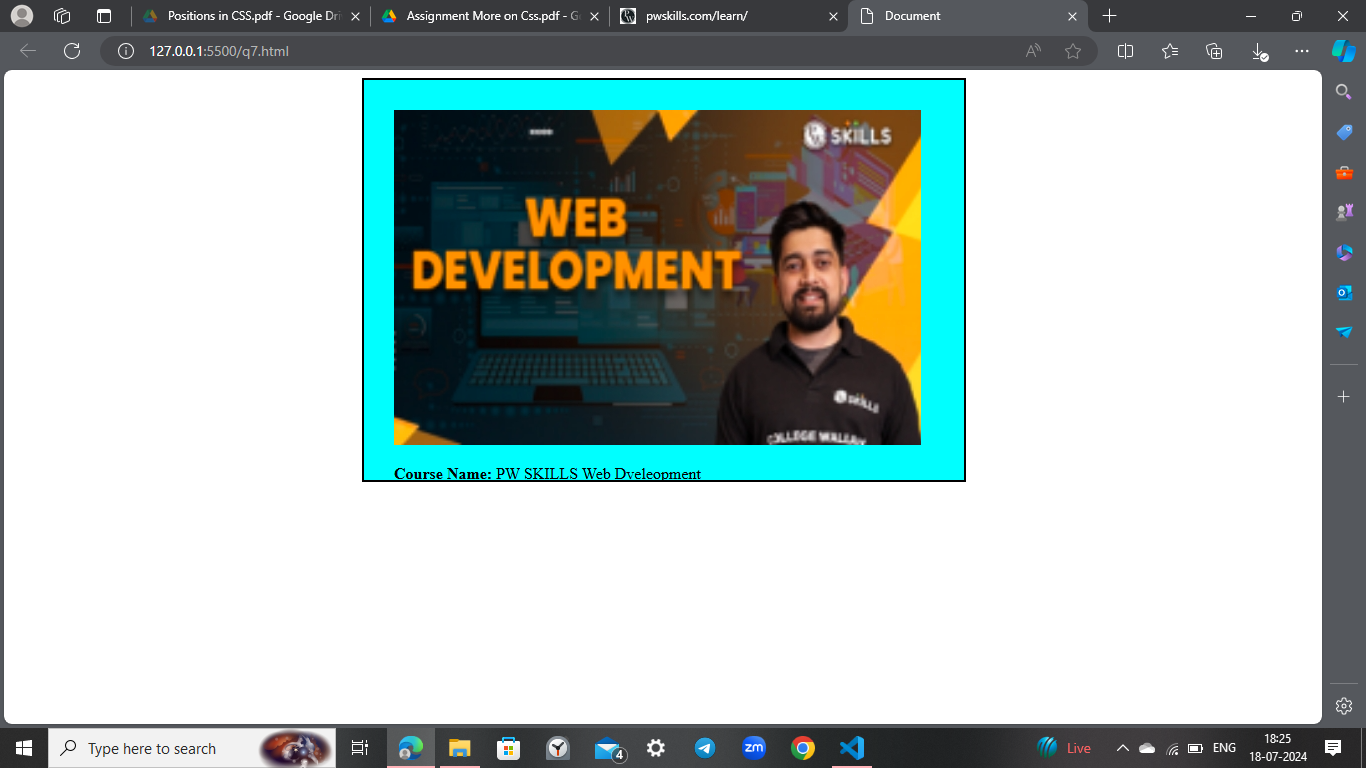 Positions in CSS.pdf - Google Dri
Assignment More on Css.pdf - G
pwskills.com/learn/
Document
127.0.0.1:5500/q7.html
SKILLS
WEB
DEVELOPMENT
SKILLS
COLLEGE WALLAH
Course Name: PW SKILLS Web Dveleopment
Type here to search
4
zm
Live
ENG
18:25
18-07-2024